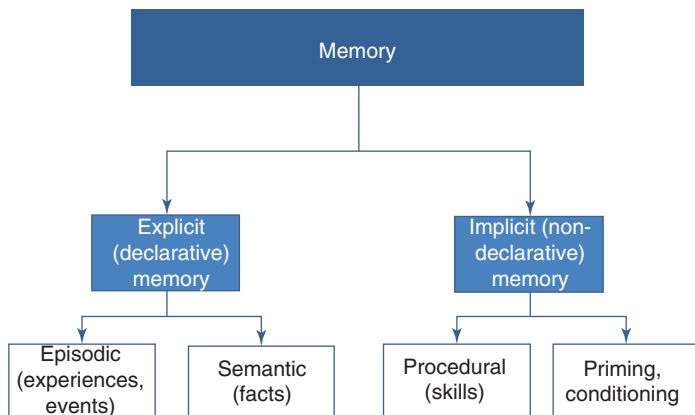 Memory
Explicit
(declarative)
memory
Implicit (non-
declarative)
memory
Episodic
(experiences,
events)
Semantic
(facts)
Procedural
(skills)
Priming,
conditioning